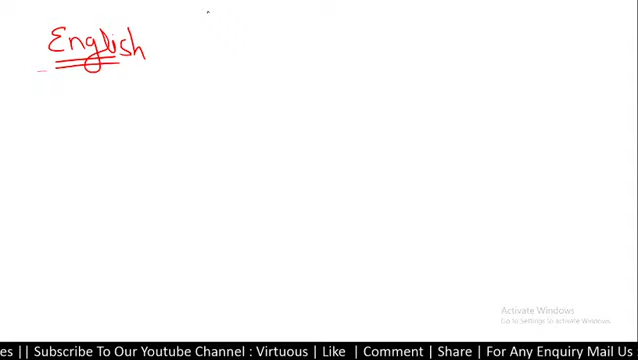 English
Activate Windows
Go to Settings to activate Windows.
es || Subscribe To Our Youtube Channel : Virtuous | Like | Comment | Share | For Any Enquiry Mail Us